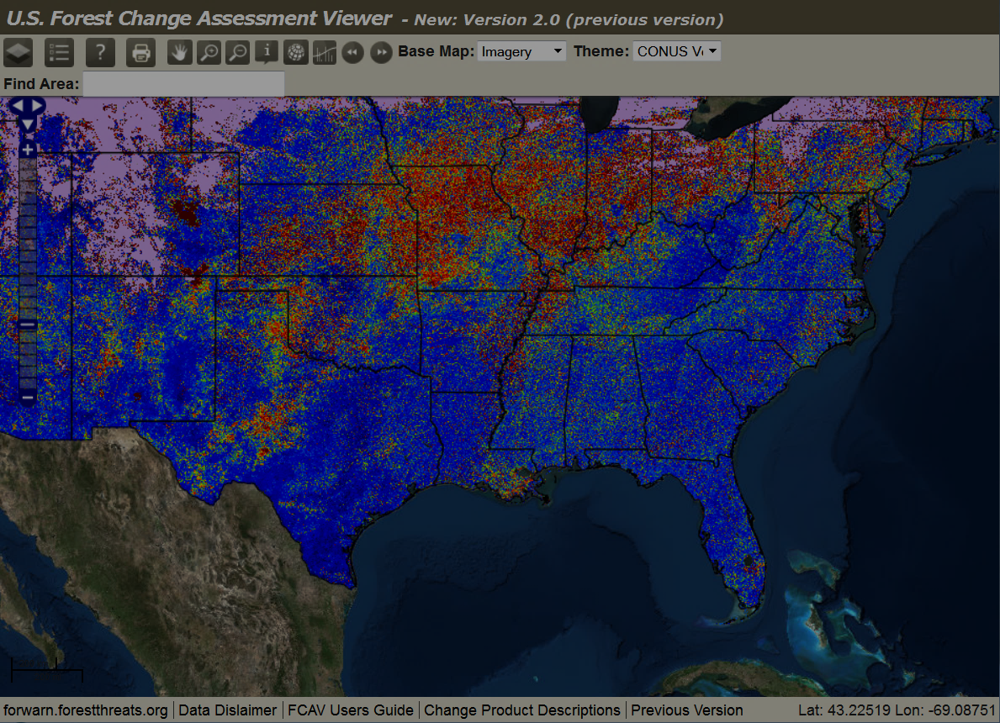 U.S. Forest Change Assessment Viewer - New: Version 2.0 (previous version)
? i Base Map: Imagery Theme: CONUS V
Find Area:
forwarn.forestthreats.org Data Dislaimer FCAV Users Guide Change Product Descriptions Previous Version Lat: 43.22519 Lon: -69.08751